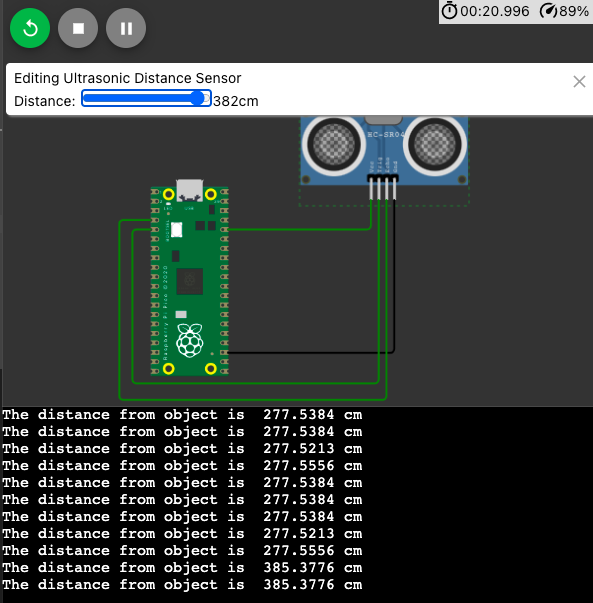 00:20.996 89%
Editing Ultrasonic Distance Sensor
Distance: 382cm
HC-SR04
Raspberry Pi Pico ©2020
The distance from object is  277.5384 cm
The distance from object is  277.5384 cm
The distance from object is  277.5213 cm
The distance from object is  277.5556 cm
The distance from object is  277.5384 cm
The distance from object is  277.5384 cm
The distance from object is  277.5384 cm
The distance from object is  277.5213 cm
The distance from object is  277.5556 cm
The distance from object is  385.3776 cm
The distance from object is  385.3776 cm